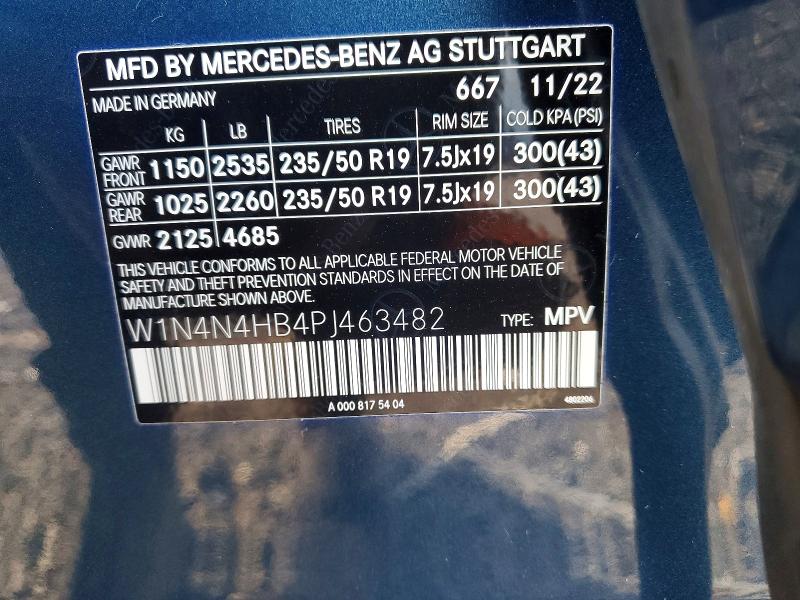 MFD BY MERCEDES-BENZ AG STUTTGART
667 11/22
MADE IN GERMANY
KG LB TIRES RIM SIZE COLD KPA (PSI)
GAWR FRONT 1150 2535 235/50 R19 7.5Jx19 300(43)
GAWR REAR 1025 2260 235/50 R19 7.5Jx19 300(43)
GVWR 2125 4685
THIS VEHICLE CONFORMS TO ALL APPLICABLE FEDERAL MOTOR VEHICLE
SAFETY AND THEFT PREVENTION STANDARDS IN EFFECT ON THE DATE OF
MANUFACTURE SHOWN ABOVE.
W1N4N4HB4PJ463482 TYPE: MPV
A 000 817 54 04
4802206